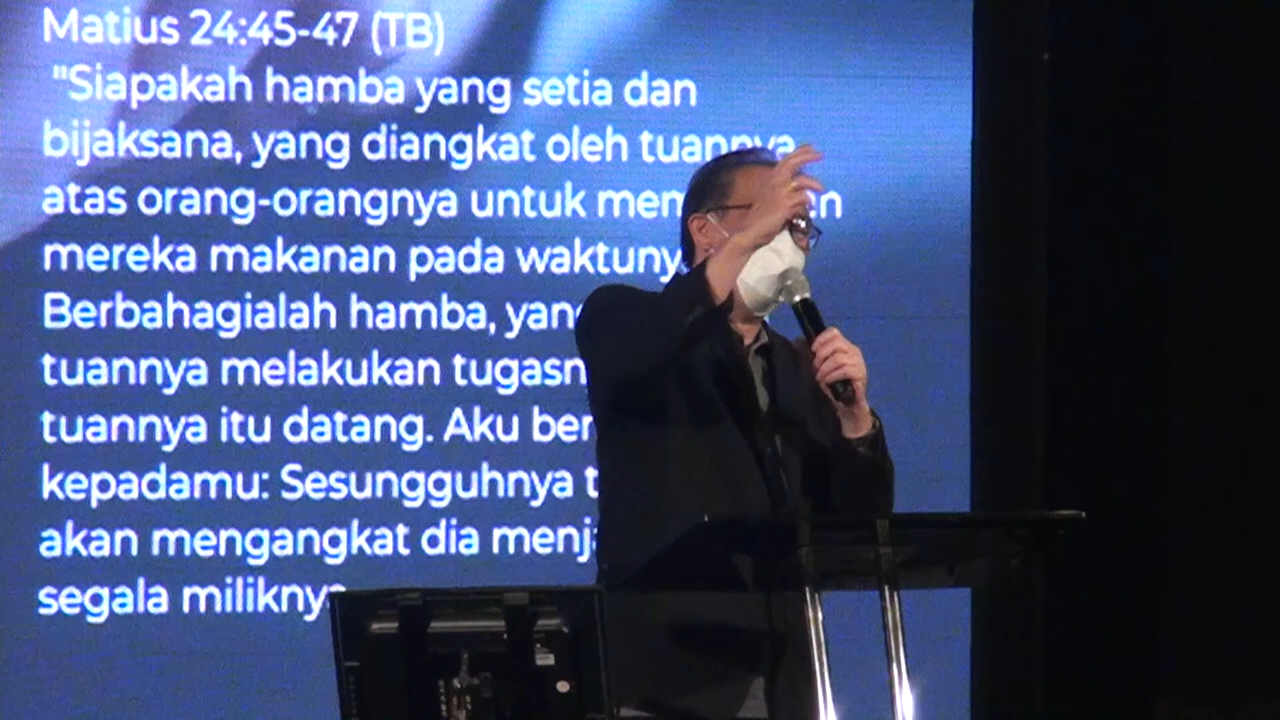 Matius 24:45-47 (TB)
"Siapakah hamba yang setia dan
bijaksana, yang diangkat oleh tuannya
atas orang-orangnya untuk
mereka makanan pada
Berbahagialah hamba,
tuannya melakukan
tuannya itu datang. Aku
kepadamu: Sesungguhnya
akan mengangkat dia
segala